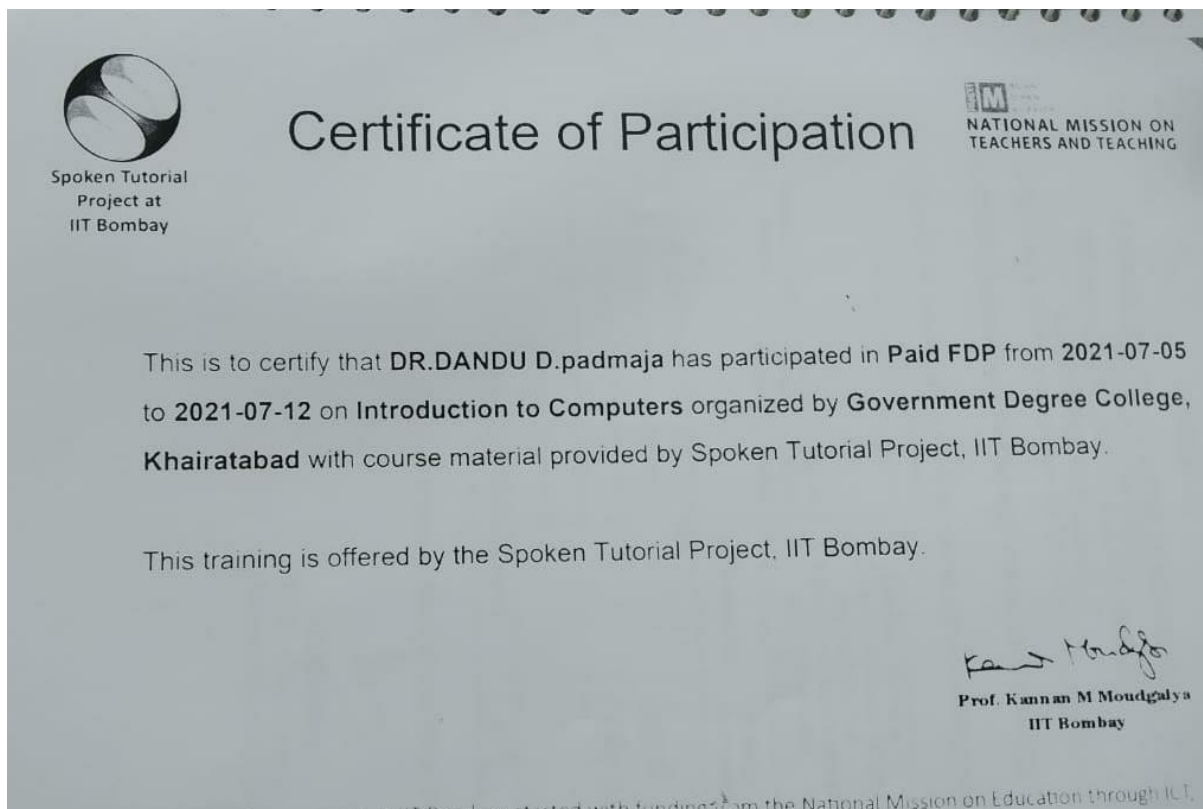 Spoken Tutorial
Project at
IIT Bombay
Certificate of Participation
M
NATIONAL MISSION ON
TEACHERS AND TEACHING
This is to certify that DR.DANDU D.padmaja has participated in Paid FDP from 2021-07-05
to 2021-07-12 on Introduction to Computers organized by Government Degree College,
Khairatabad with course material provided by Spoken Tutorial Project, IIT Bombay.
This training is offered by the Spoken Tutorial Project, IIT Bombay.
Prof. Kannan M Moudgalya
IIT Bombay
with funding from the National Mission on Education through ICT